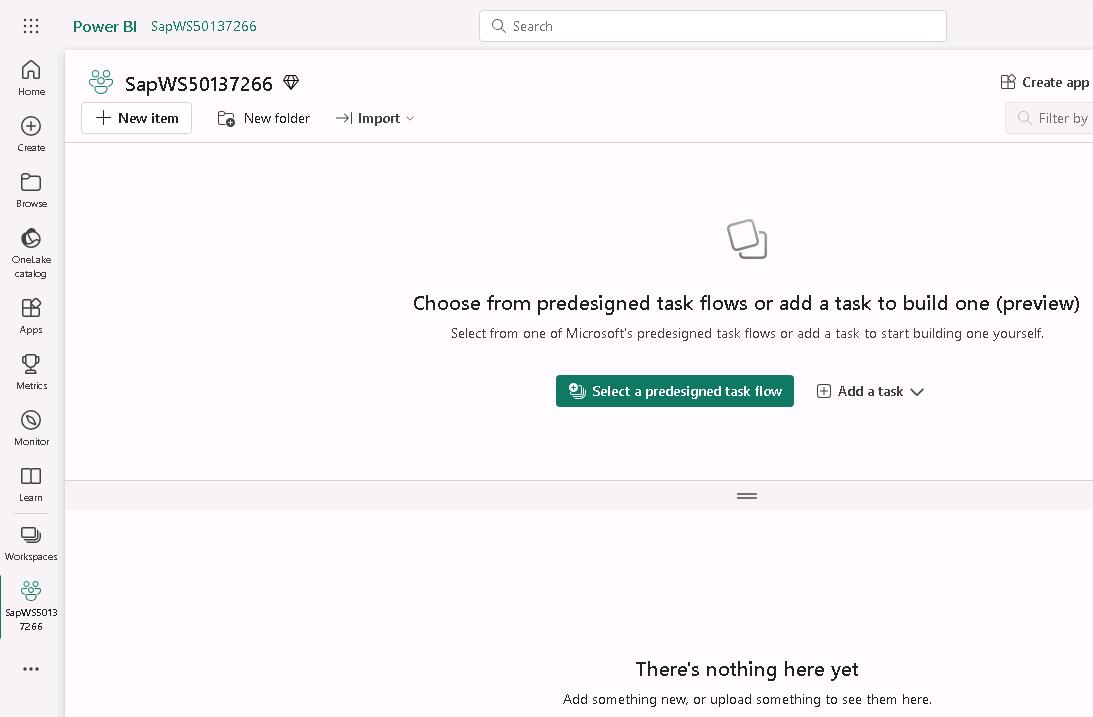 Power BI SapWS50137266
Search
Home
Create
Browse
OneLake
catalog
Apps
Metrics
Monitor
Learn
Workspaces
SapWS5013
7266
SapWS50137266
Create app
New item
New folder
Import
Filter by
Choose from predesigned task flows or add a task to build one (preview)
Select from one of Microsoft's predesigned task flows or add a task to start building one yourself.
Select a predesigned task flow
Add a task
There's nothing here yet
Add something new, or upload something to see them here.